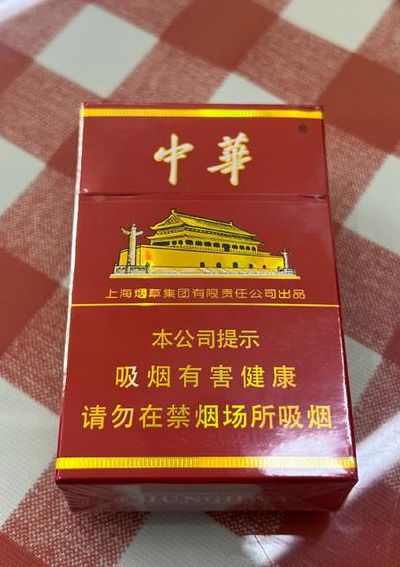 中華
®
上海烟草集团有限责任公司出品
本公司提示
吸烟有害健康
请勿在禁烟场所吸烟
CHUNGHWA